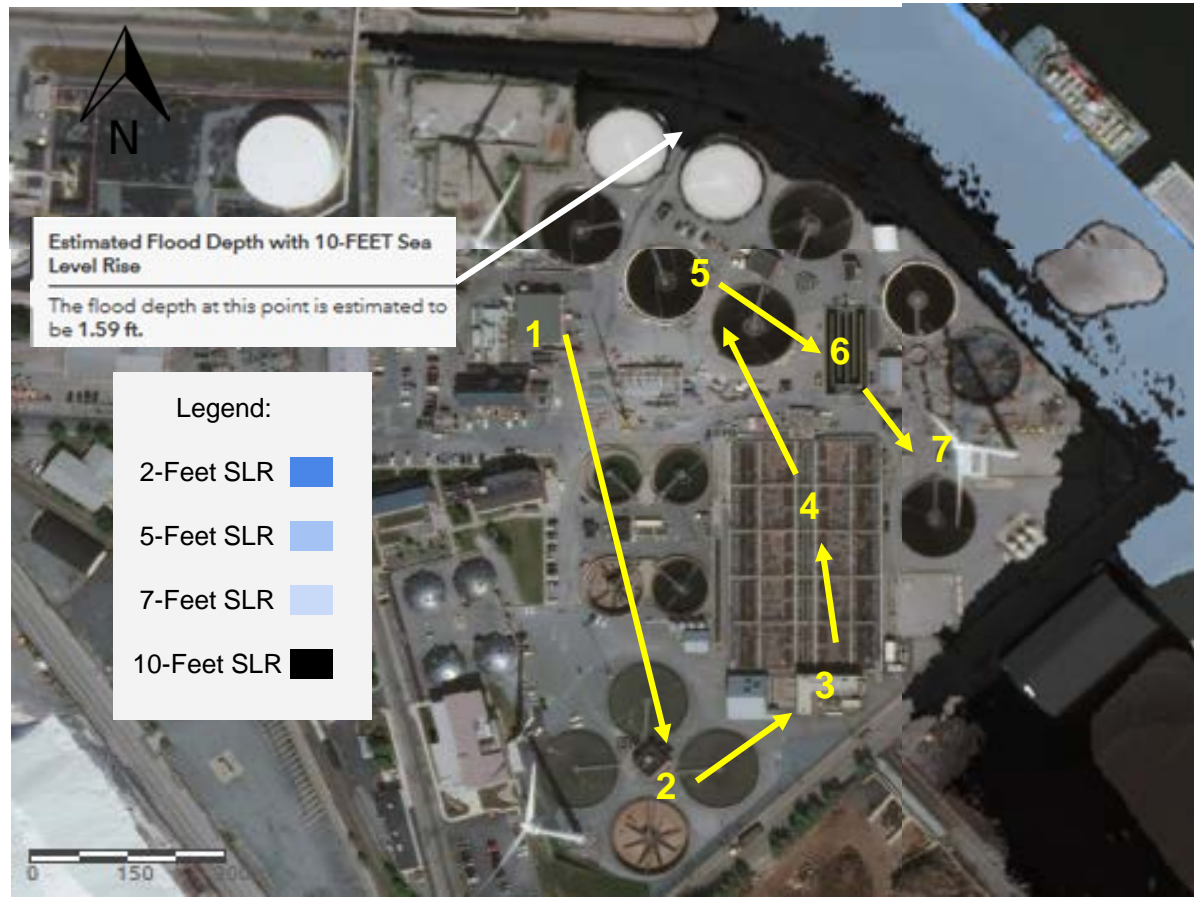 N
Estimated Flood Depth with 10-FEET Sea
Level Rise
The flood depth at this point is estimated to
be 1.59 ft.
5
1
6
Legend:
7
2-Feet SLR
4
5-Feet SLR
7-Feet SLR
10-Feet SLR
3
2
0 150